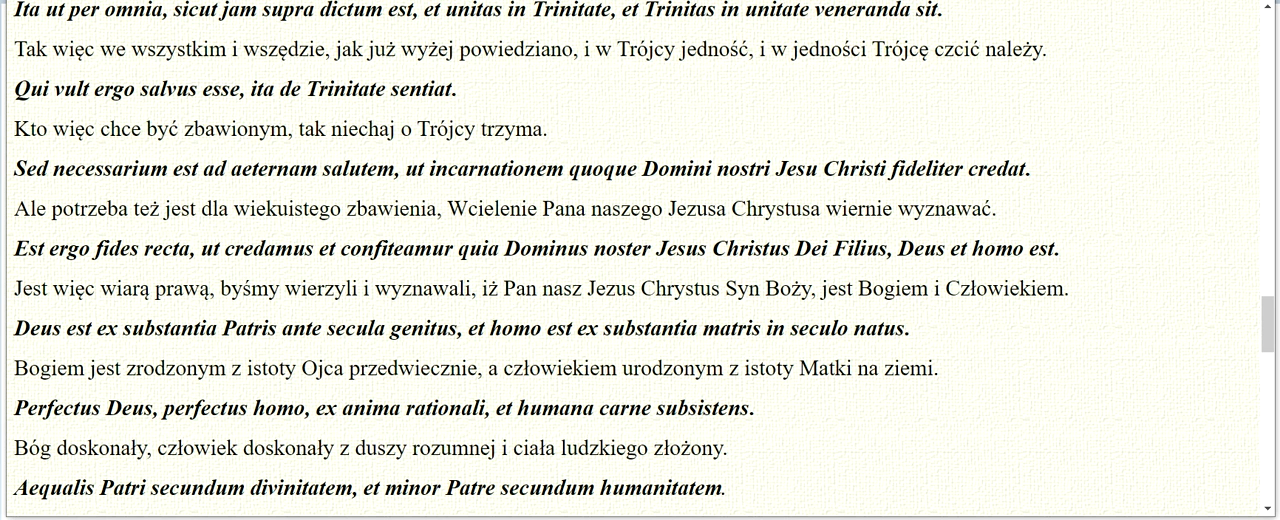 Ita ut per omnia, sicut jam supra dictum est, et unitas in Trinitate, et Trinitas in unitate veneranda sit.
Tak więc we wszystkim i wszędzie, jak już wyżej powiedziano, i w Trójcy jedność, i w jedności Trójcę czcić należy.
Qui vult ergo salvus esse, ita de Trinitate sentiat.
Kto więc chce być zbawionym, tak niechaj o Trójcy trzyma.
Sed necessarium est ad aeternam salutem, ut incarnationem quoque Domini nostri Jesu Christi fideliter credat.
Ale potrzeba też jest dla wiekuistego zbawienia, Wcielenie Pana naszego Jezusa Chrystusa wiernie wyznawać.
Est ergo fides recta, ut credamus et confiteamur quia Dominus noster Jesus Christus Dei Filius, Deus et homo est.
Jest więc wiarą prawą, byśmy wierzyli i wyznawali, iż Pan nasz Jezus Chrystus Syn Boży, jest Bogiem i Człowiekiem.
Deus est ex substantia Patris ante secula genitus, et homo est ex substantia matris in seculo natus.
Bogiem jest zrodzonym z istoty Ojca przedwiecznie, a człowiekiem urodzonym z istoty Matki na ziemi.
Perfectus Deus, perfectus homo, ex anima rationali, et humana carne subsistens.
Bóg doskonały, człowiek doskonały z duszy rozumnej i ciała ludzkiego złożony.
Aequalis Patri secundum divinitatem, et minor Patre secundum humanitatem.